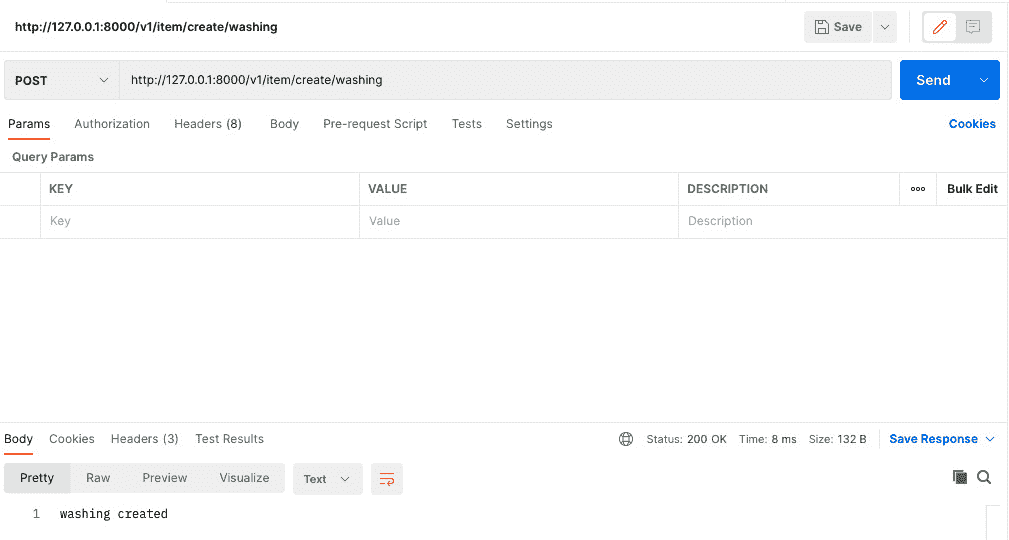 http://127.0.0.1:8000/v1/item/create/washing Save
POST http://127.0.0.1:8000/v1/item/create/washing Send
Params Authorization Headers (8) Body Pre-request Script Tests Settings Cookies
Query Params
KEY VALUE DESCRIPTION ooo Bulk Edit
Key Value Description
Body Cookies Headers (3) Test Results Status: 200 OK Time: 8 ms Size: 132 B Save Response
Pretty Raw Preview Visualize Text
1 washing created